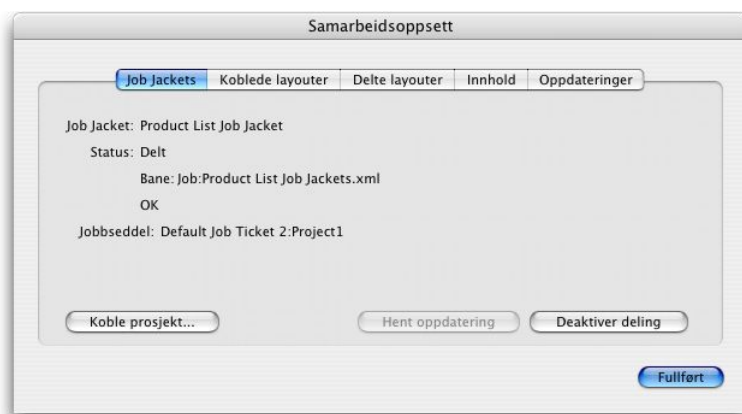 Samarbeidsoppsett
Job Jackets Koblede layouter Delte layouter Innhold Oppdateringer
Job Jacket: Product List Job Jacket
Status: Delt
Bane: Job:Product List Job Jackets.xml
OK
Jobbseddel: Default Job Ticket 2:Project1
Koble prosjekt... Hent oppdatering Deaktiver deling
Fullført